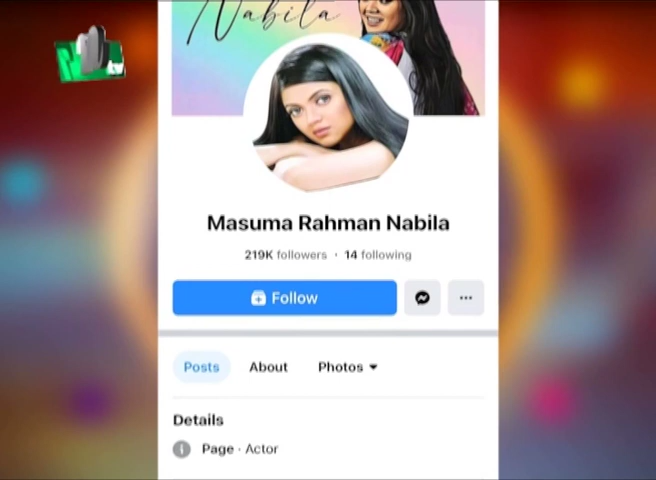 Nabila
Masuma Rahman Nabila
219K followers · 14 following
Follow
Posts About Photos
Details
Page · Actor